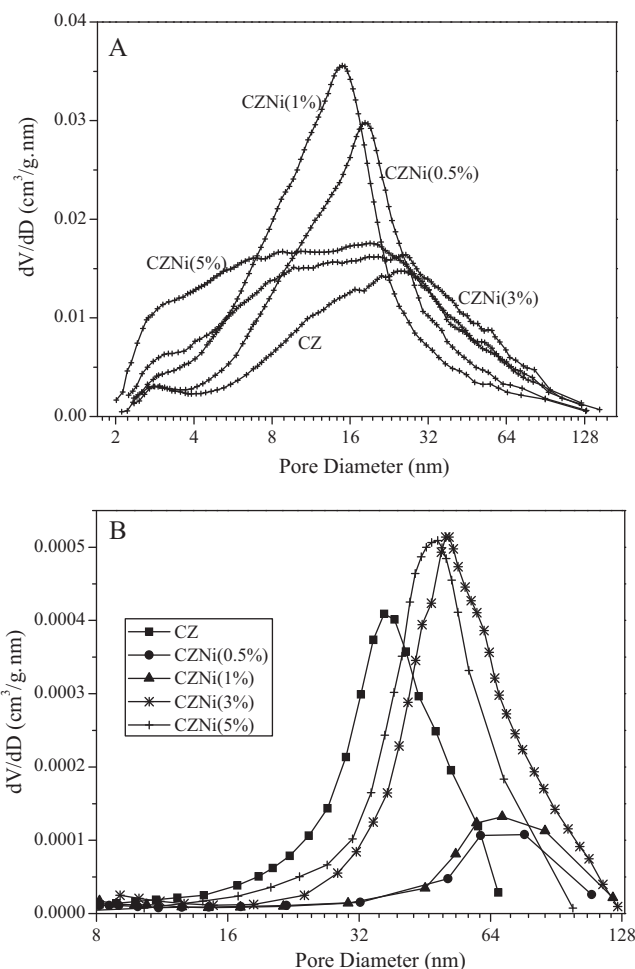 A
0.04
0.03
0.02
0.01
0.00
dV/dD (cm³/g.nm)
CZNi(1%)
CZNi(0.5%)
CZNi(5%)
CZNi(3%)
CZ
2 4 8 16 32 64 128
Pore Diameter (nm)
B
0.0005
0.0004
0.0003
0.0002
0.0001
0.0000
dV/dD (cm³/g.nm)
CZ
CZNi(0.5%)
CZNi(1%)
CZNi(3%)
CZNi(5%)
8 16 32 64 128
Pore Diameter (nm)